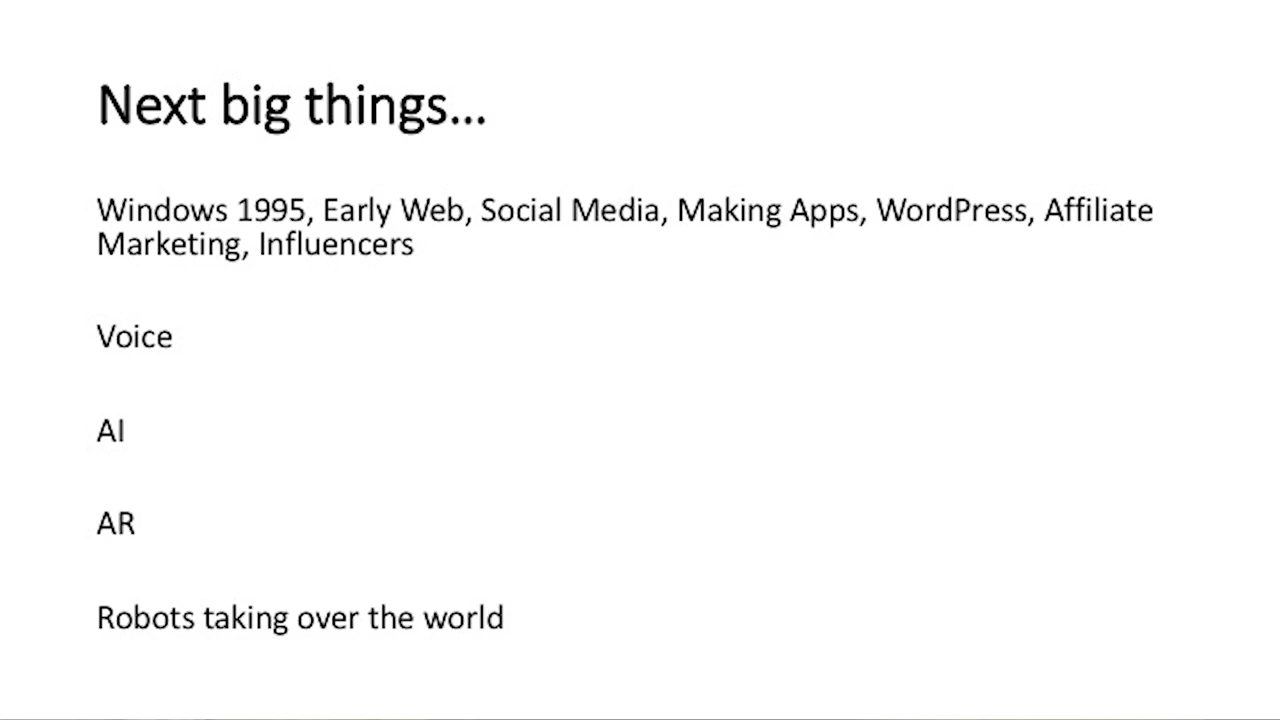 Next big things...
Windows 1995, Early Web, Social Media, Making Apps, WordPress, Affiliate
Marketing, Influencers
Voice
AI
AR
Robots taking over the world